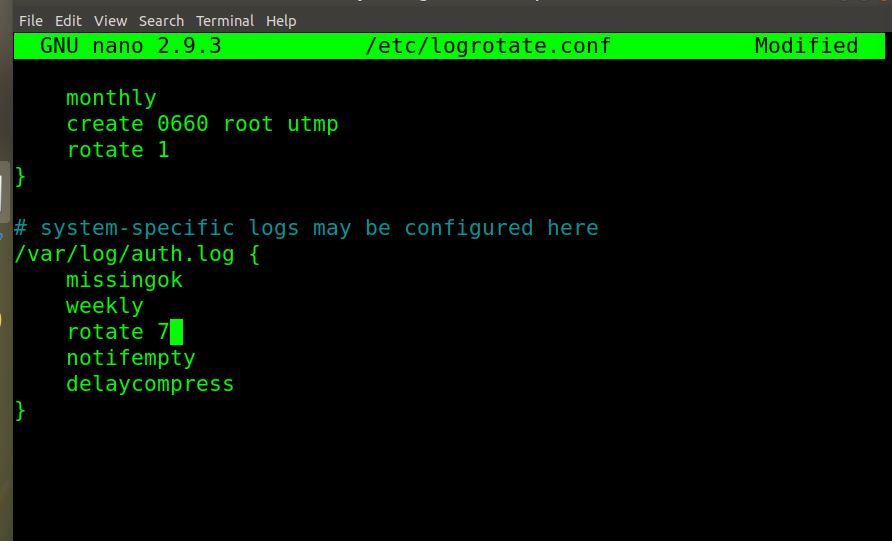 File Edit View Search Terminal Help
GNU nano 2.9.3 /etc/logrotate.conf Modified
monthly
create 0660 root utmp
rotate 1
}
# system-specific logs may be configured here
/var/log/auth.log {
missingok
weekly
rotate 7
notifempty
delaycompress
}